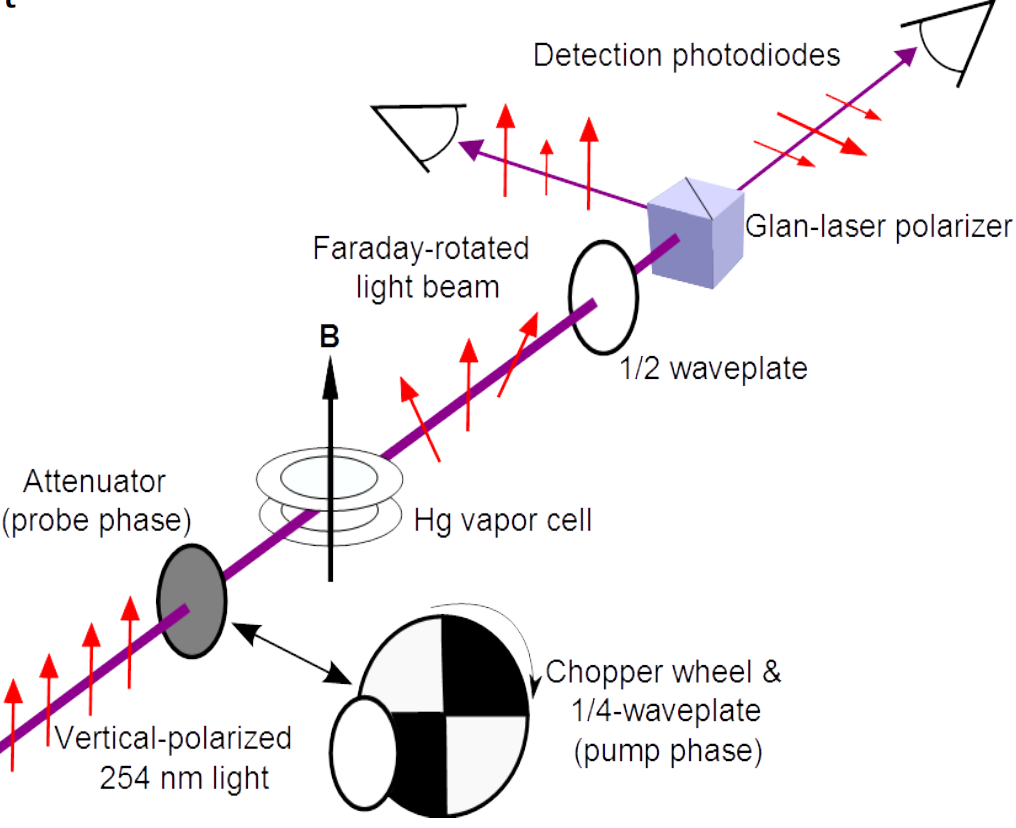 Detection photodiodes
Glan-laser polarizer
Faraday-rotated
light beam
B
1/2 waveplate
Attenuator
(probe phase)
Hg vapor cell
Chopper wheel &
1/4-waveplate
(pump phase)
Vertical-polarized
254 nm light